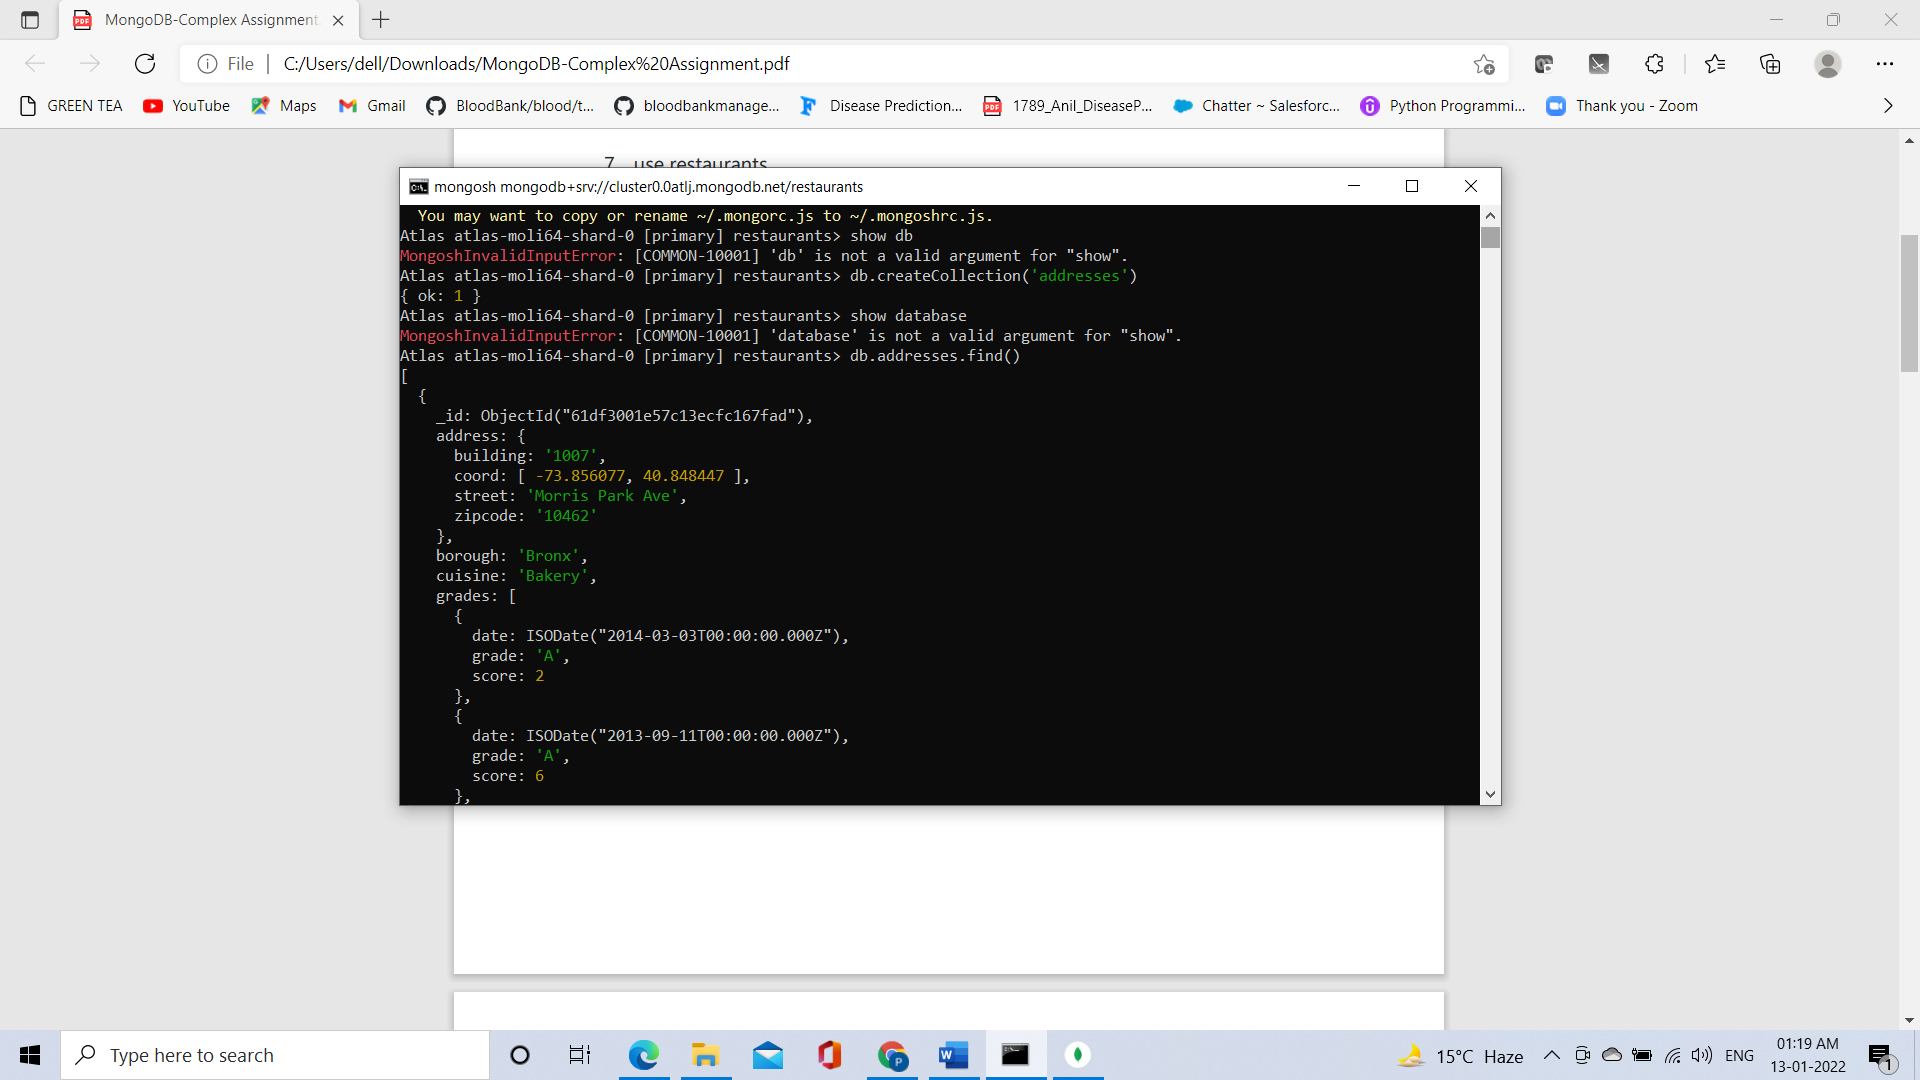 MongoDB-Complex Assignment
File
C:/Users/dell/Downloads/MongoDB-Complex%20Assignment.pdf
GREEN TEA
YouTube
Maps
Gmail
BloodBank/blood/t...
bloodbankmanage...
Disease Prediction...
1789_Anil_DiseaseP...
Chatter ~ Salesforc...
Python Programmi...
Thank you - Zoom
7. use restaurants
mongosh mongodb+srv://cluster0.0atlj.mongodb.net/restaurants
You may want to copy or rename ~/.mongorc.js to ~/.mongoshrc.js.
Atlas atlas-moli64-shard-0 [primary] restaurants> show db
MongoshInvalidInputError: [COMMON-10001] 'db' is not a valid argument for "show".
Atlas atlas-moli64-shard-0 [primary] restaurants> db.createCollection('addresses')
{ ok: 1 }
Atlas atlas-moli64-shard-0 [primary] restaurants> show database
MongoshInvalidInputError: [COMMON-10001] 'database' is not a valid argument for "show".
Atlas atlas-moli64-shard-0 [primary] restaurants> db.addresses.find()
[
{
_id: ObjectId("61df3001e57c13ecfc167fad"),
address: {
building: '1007',
coord: [ -73.856077, 40.848447 ],
street: 'Morris Park Ave',
zipcode: '10462'
},
borough: 'Bronx',
cuisine: 'Bakery',
grades: [
{
date: ISODate("2014-03-03T00:00:00.000Z"),
grade: 'A',
score: 2
},
{
date: ISODate("2013-09-11T00:00:00.000Z"),
grade: 'A',
score: 6
},
Type here to search
15°C Haze
ENG
01:19 AM
13-01-2022
1